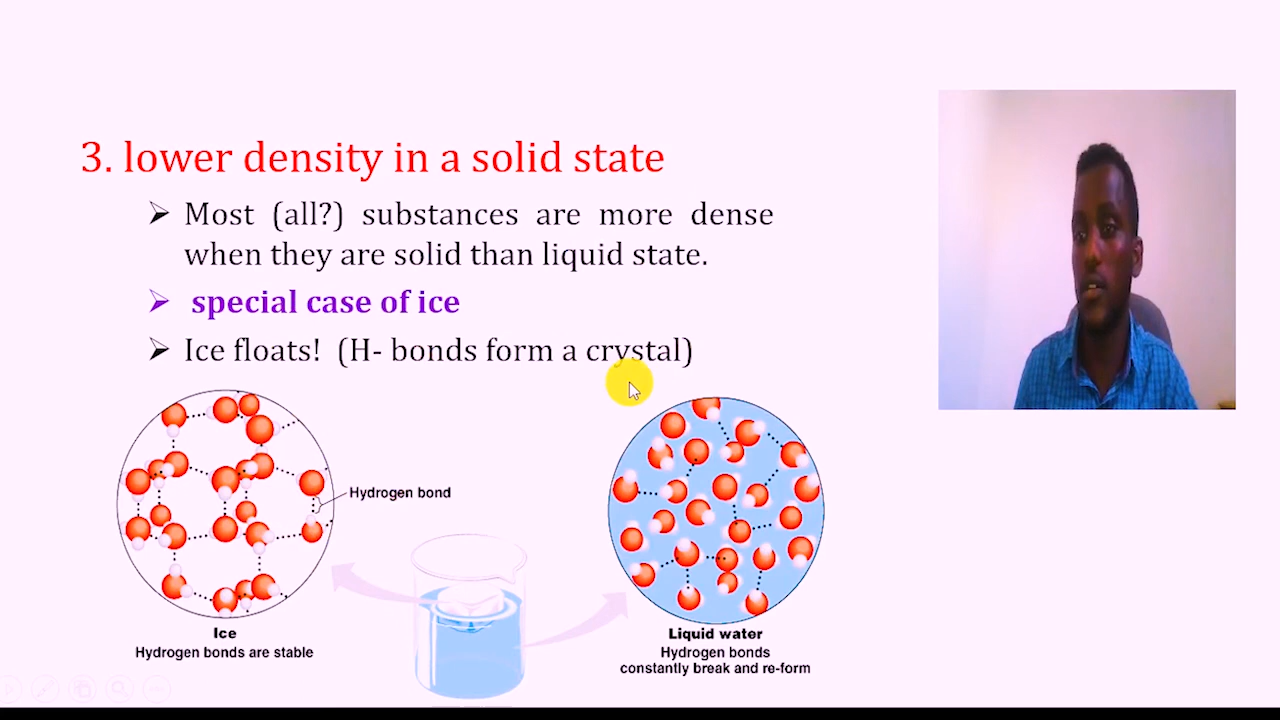 3. lower density in a solid state
➢ Most (all?) substances are more dense
when they are solid than liquid state.
➢ special case of ice
➢ Ice floats! (H- bonds form a crystal)
Hydrogen bond
Ice
Hydrogen bonds are stable
Liquid water
Hydrogen bonds
constantly break and re-form